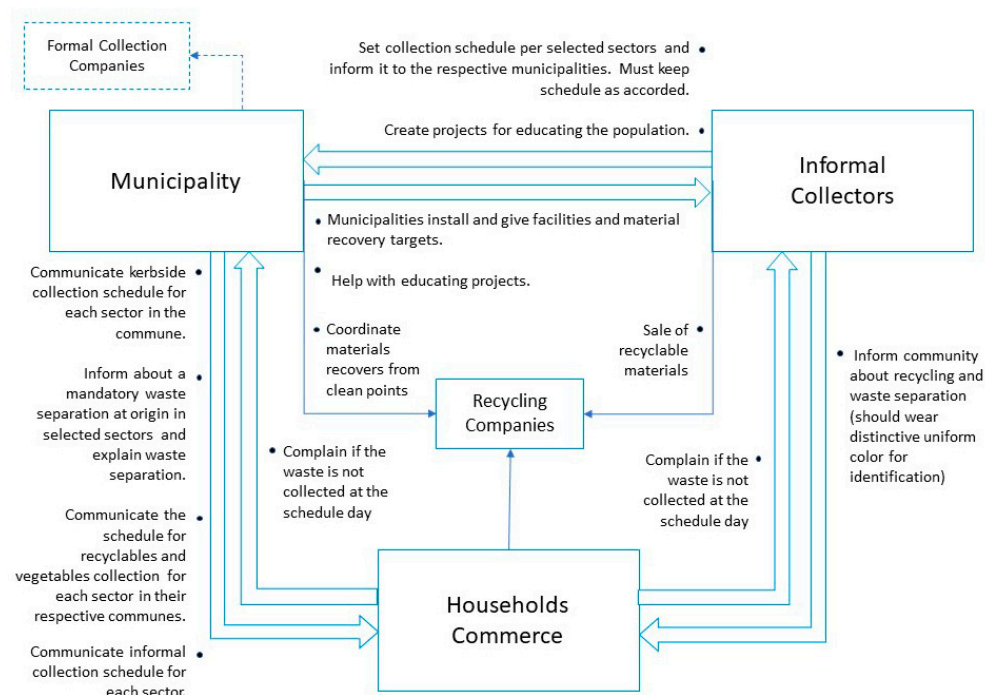 Formal Collection
Companies
Set collection schedule per selected sectors and
inform it to the respective municipalities. Must keep
schedule as accorded.
Create projects for educating the population.
Municipality
Informal
Collectors
Municipalities install and give facilities and material
recovery targets.
Help with educating projects.
Coordinate
materials
recovers from
clean points
Sale of
recyclable
materials
Recycling
Companies
Communicate kerbside
collection schedule for
each sector in the
commune.
Inform about a
mandatory waste
separation at origin in
selected sectors and
explain waste
separation.
Communicate the
schedule for
recyclables and
vegetables collection for
each sector in their
respective communes.
Communicate informal
collection schedule for
each sector.
Complain if the
waste is not
collected at the
schedule day
Complain if the
waste is not
collected at the
schedule day
Inform community
about recycling and
waste separation
(should wear
distinctive uniform
color for
identification)
Households
Commerce